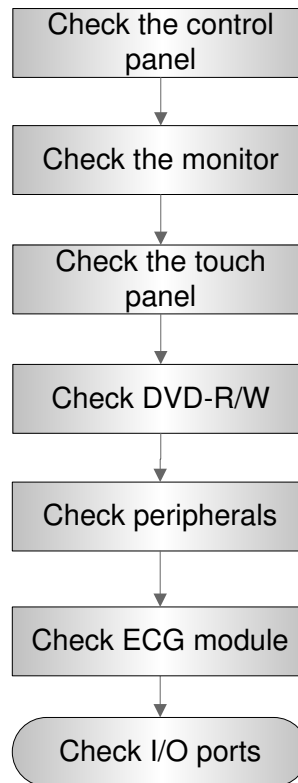 Check the control
panel
Check the monitor
Check the touch
panel
Check DVD-R/W
Check peripherals
Check ECG module
Check I/O ports